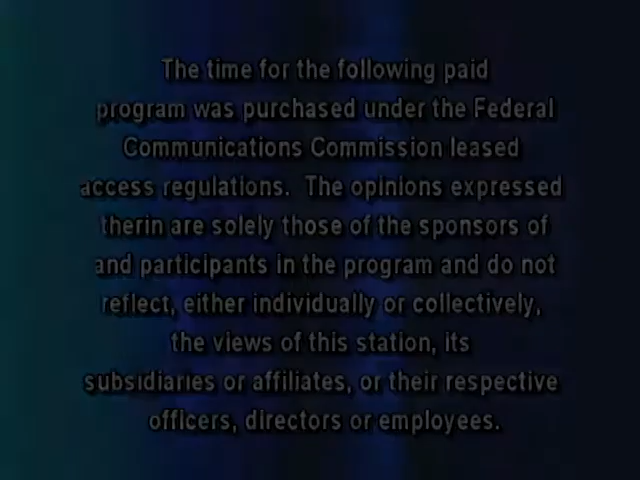 The time for the following paid
program was purchased under the Federal
Communications Commission leased
access regulations. The opinions expressed
therin are solely those of the sponsors of
and participants in the program and do not
reflect, either individually or collectively,
the views of this station, its
subsidiaries or affiliates, or their respective
officers, directors or employees.